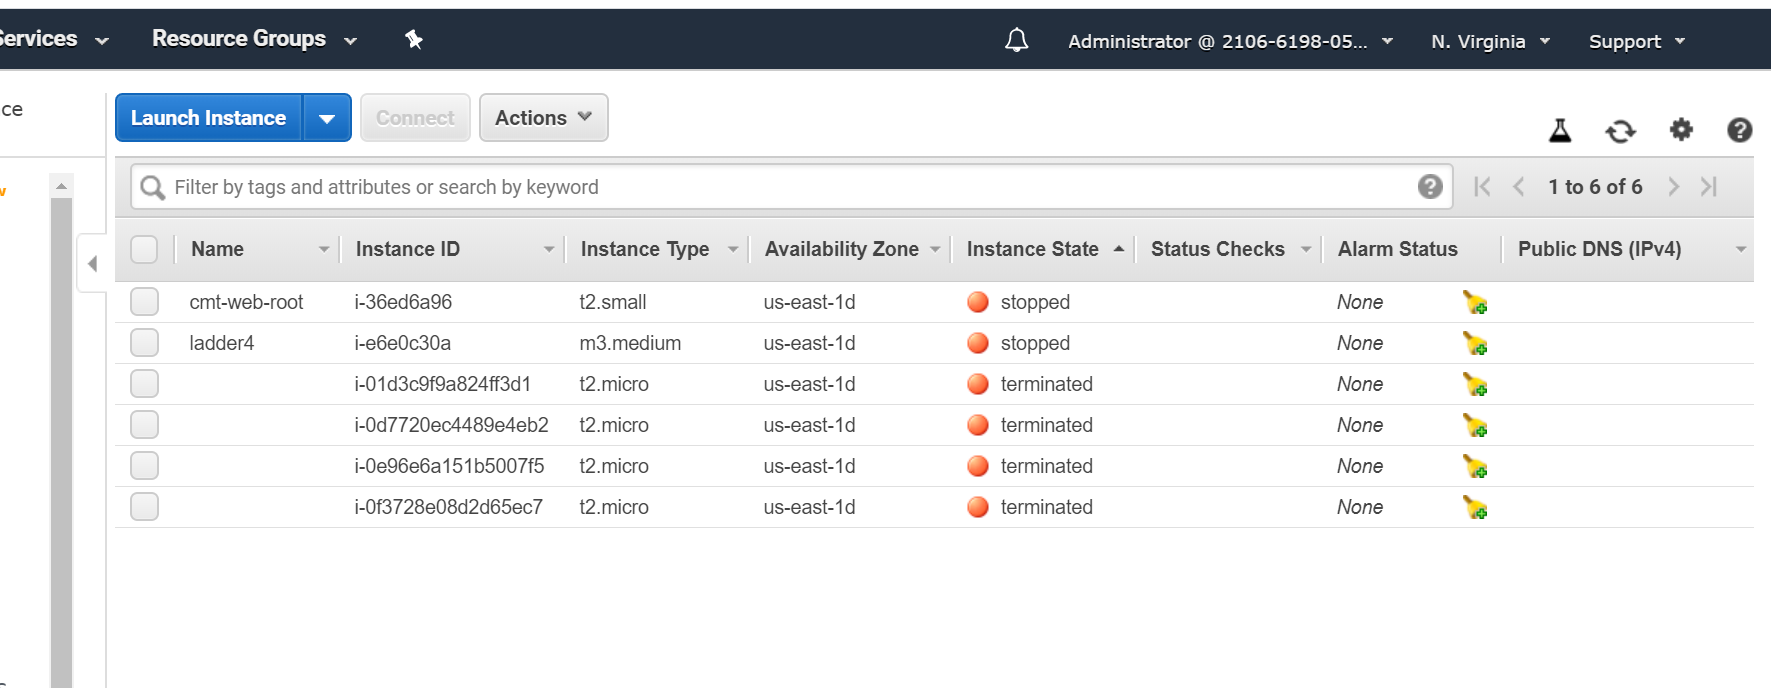 Services Resource Groups Administrator @ 2106-6198-05... N. Virginia Support
ce
Launch Instance Connect Actions
Filter by tags and attributes or search by keyword 1 to 6 of 6
Name Instance ID Instance Type Availability Zone Instance State Status Checks Alarm Status Public DNS (IPv4)
cmt-web-root i-36ed6a96 t2.small us-east-1d stopped None
ladder4 i-e6e0c30a m3.medium us-east-1d stopped None
i-01d3c9f9a824ff3d1 t2.micro us-east-1d terminated None
i-0d7720ec4489e4eb2 t2.micro us-east-1d terminated None
i-0e96e6a151b5007f5 t2.micro us-east-1d terminated None
i-0f3728e08d2d65ec7 t2.micro us-east-1d terminated None